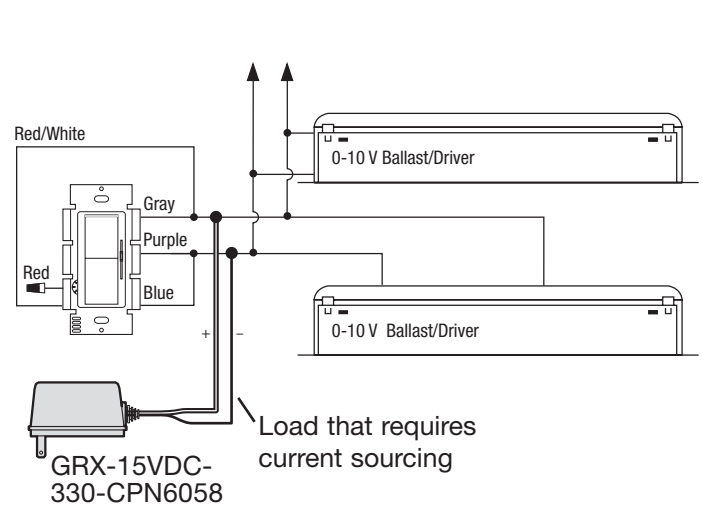 Red/White
0-10 V Ballast/Driver
Gray
Purple
Red
Blue
0-10 V Ballast/Driver
+ –
Load that requires
current sourcing
GRX-15VDC-
330-CPN6058